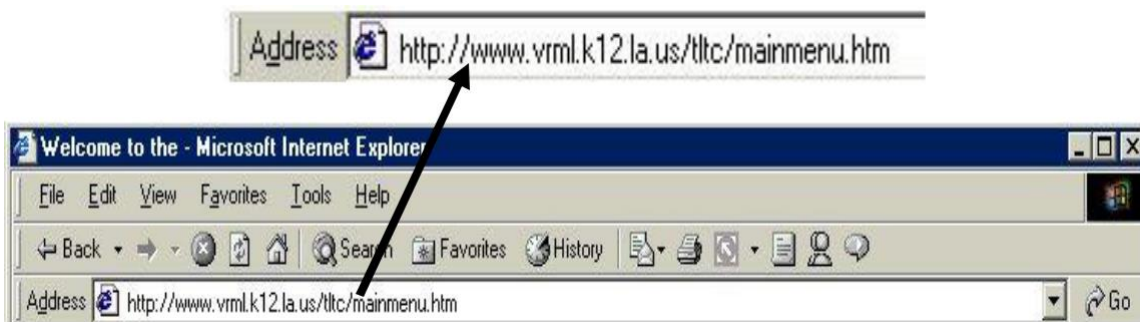 Address http://www.vrml.k12.la.us/tltc/mainmenu.htm
Welcome to the - Microsoft Internet Explorer
File Edit View Favorites Tools Help
Back Search Favorites History
Address http://www.vrml.k12.la.us/tltc/mainmenu.htm Go